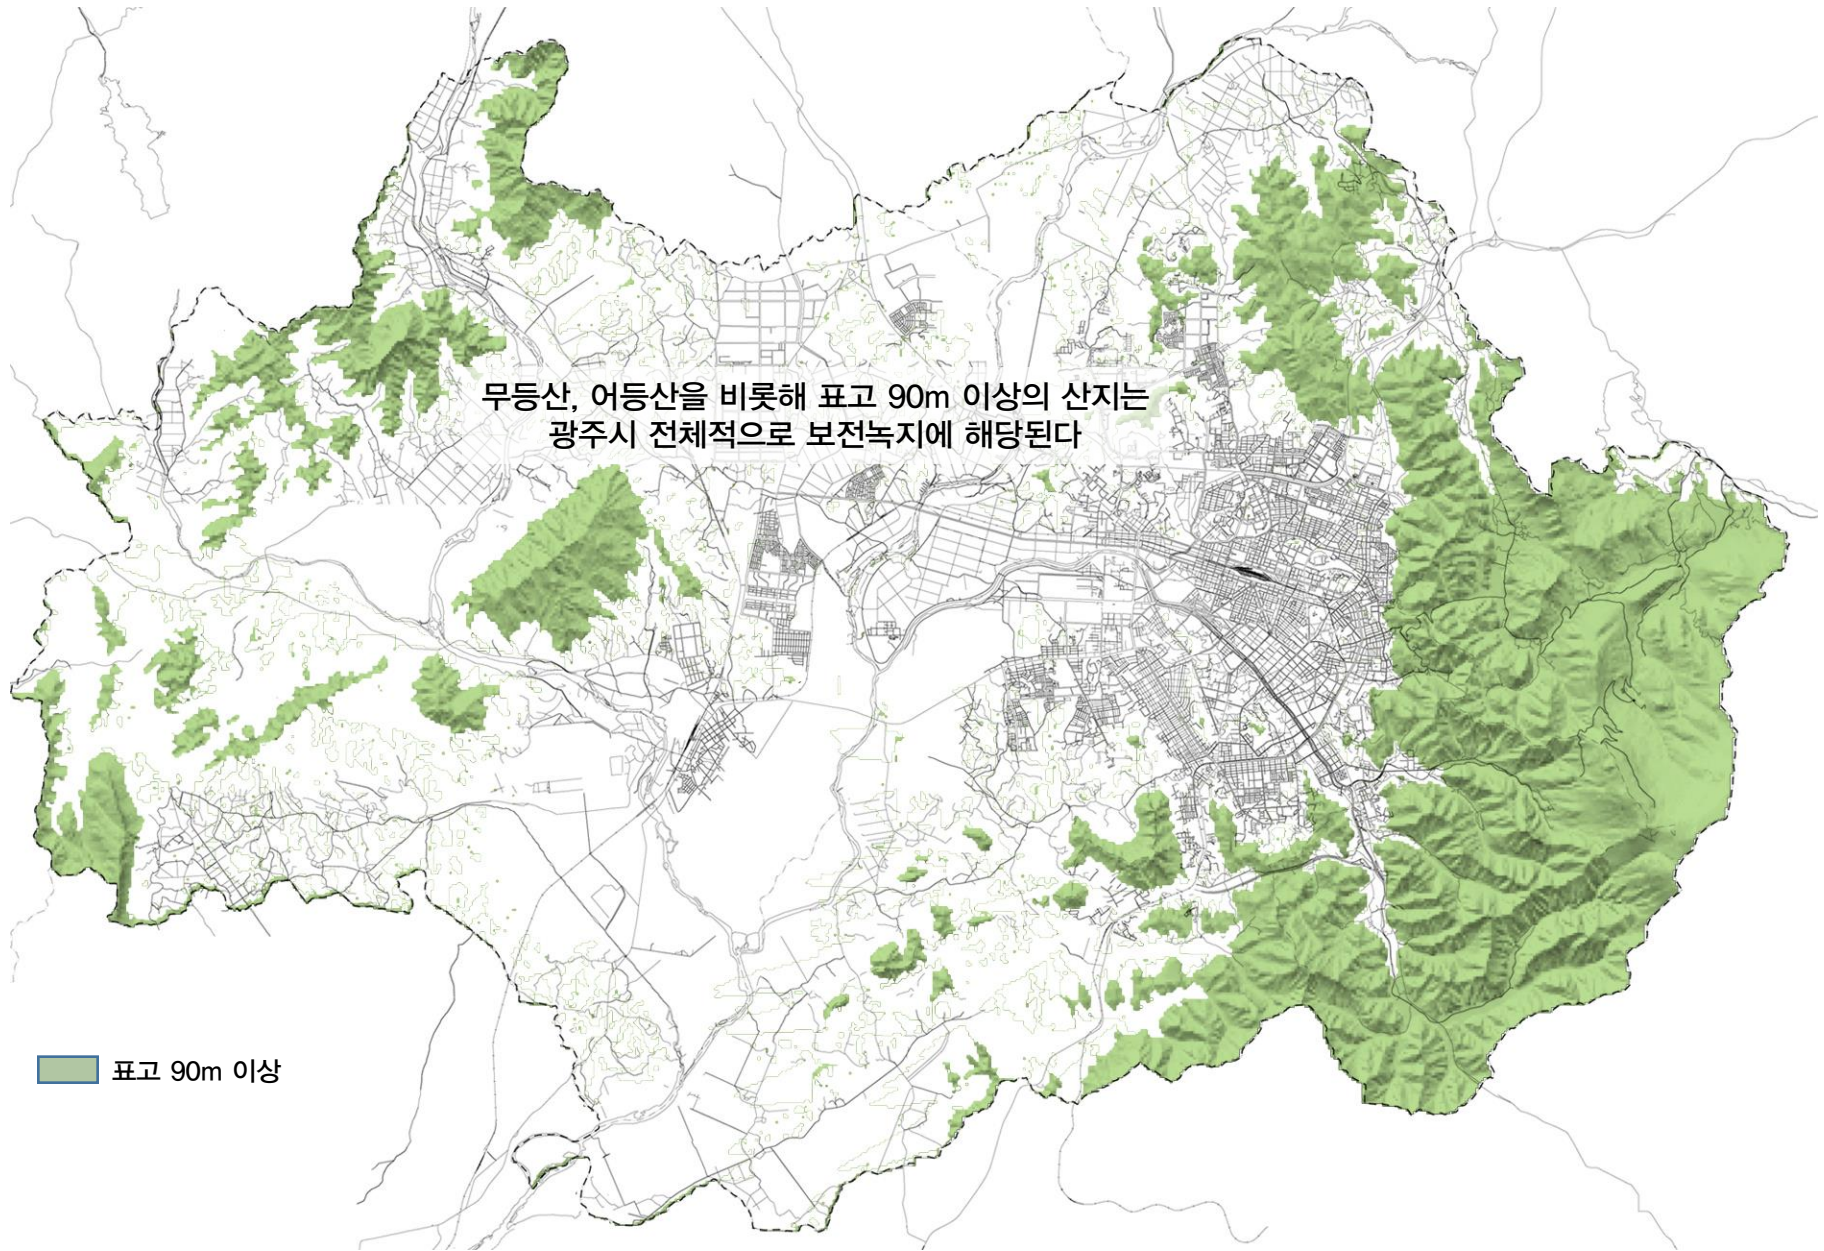 무등산, 어등산을 비롯해 표고 90m 이상의 산지는
광주시 전체적으로 보전녹지에 해당된다
표고 90m 이상